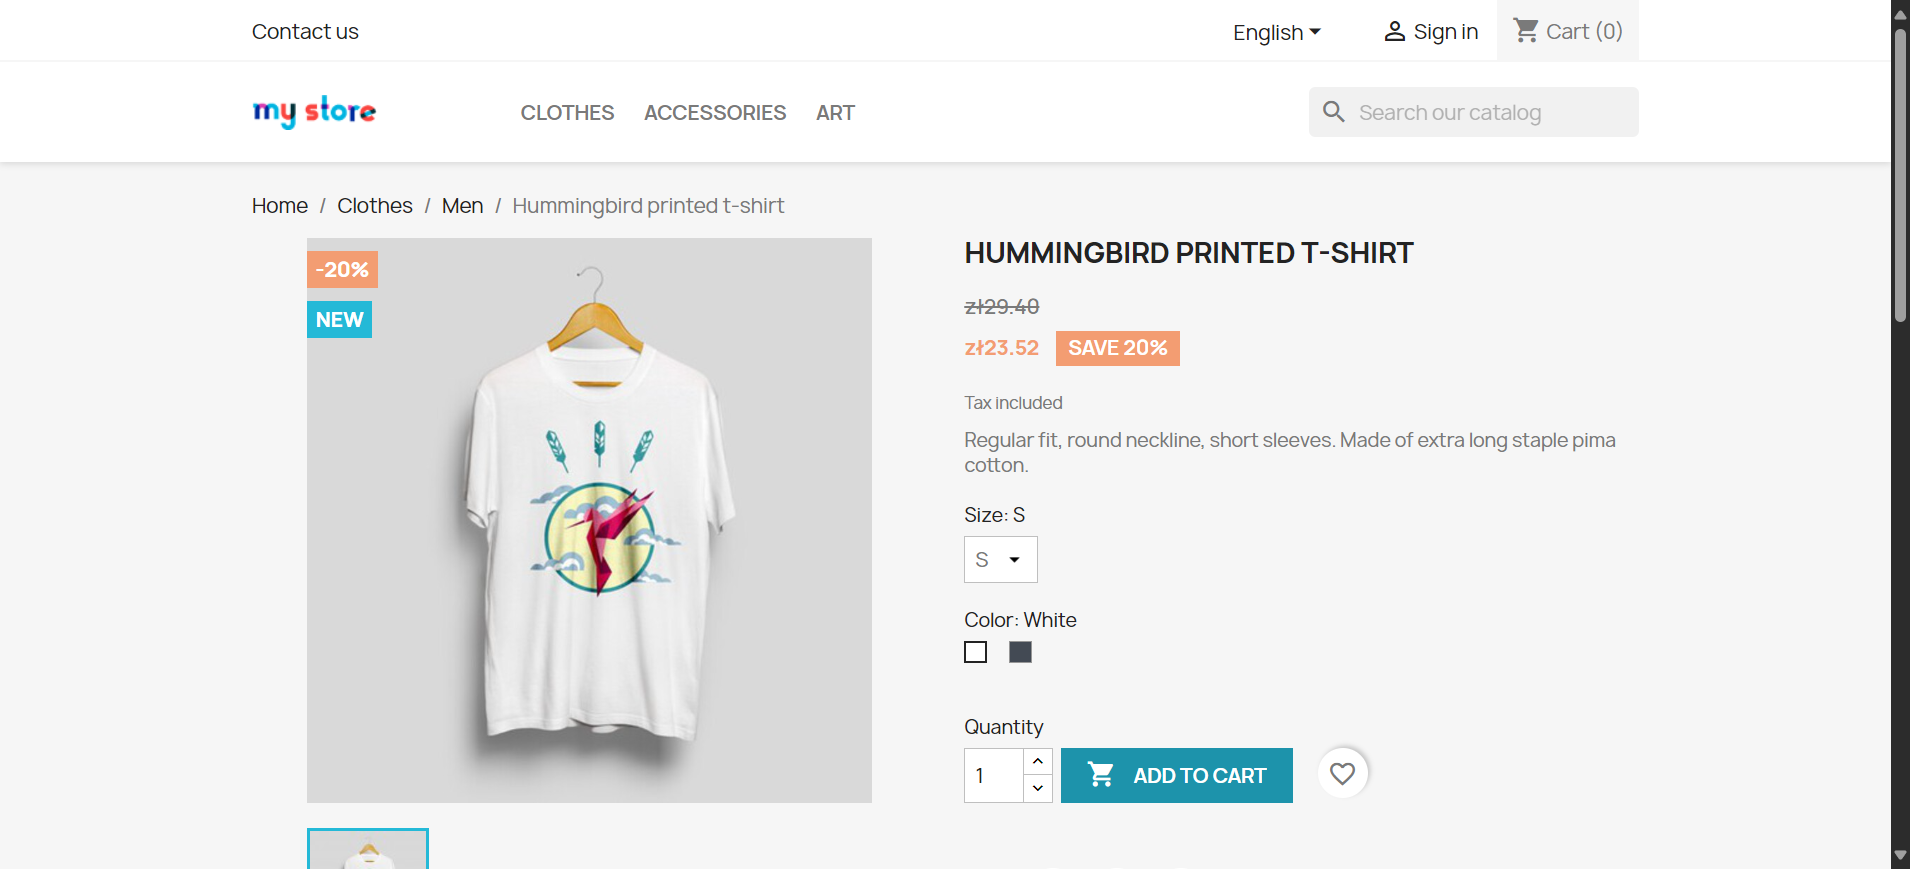 Contact us
English
Sign in
Cart (0)
my store
CLOTHES
ACCESSORIES
ART
Search our catalog
Home / Clothes / Men / Hummingbird printed t-shirt
-20%
NEW
HUMMINGBIRD PRINTED T-SHIRT
zł29.40
zł23.52
SAVE 20%
Tax included
Regular fit, round neckline, short sleeves. Made of extra long staple pima
cotton.
Size: S
S
Color: White
Quantity
1
ADD TO CART